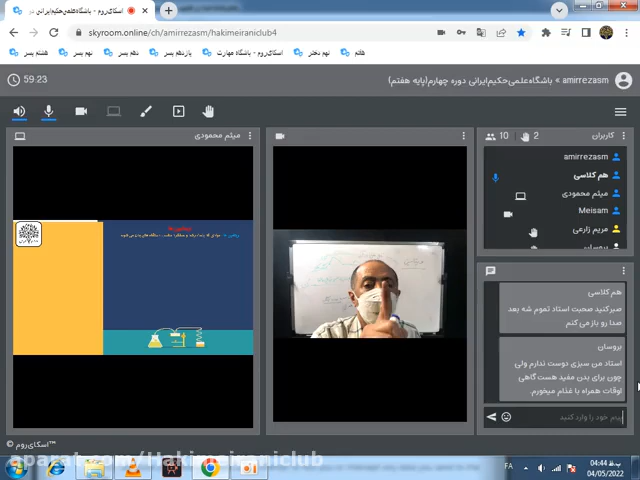 اسکای‌روم | باشگاه‌علمی‌حکیم‌ایرانی دو
skyroom.online/ch/amirrezasm/hakimeiraniclub4
هفتم پسر
نهم پسر
دهم پسر
یازدهم پسر
اسکای‌روم - باشگاه مهارت
نهم دختر
هفتم
59:23
amirrezasm » باشگاه‌علمی‌حکیم‌ایرانی دوره چهارم(پایه هفتم)
میثم محمودی
کاربران
2
10
amirrezasm
هم کلاسی
میثم محمودی
Meisam
مریم زارعی
بروسان
هم کلاسی
صبر کنید صحبت استاد تموم شه بعد
صدا رو باز می کنم
بروسان
استاد من سبزی دوست ندارم ولی
چون برای بدن مفید هست گاهی
اوقات همراه با غذام میخورم.
پیام خود را وارد کنید
© اسکای‌روم™
aparat.com/Hakimeiraniclub
FA
04:44 ب.ظ
04/05/2022